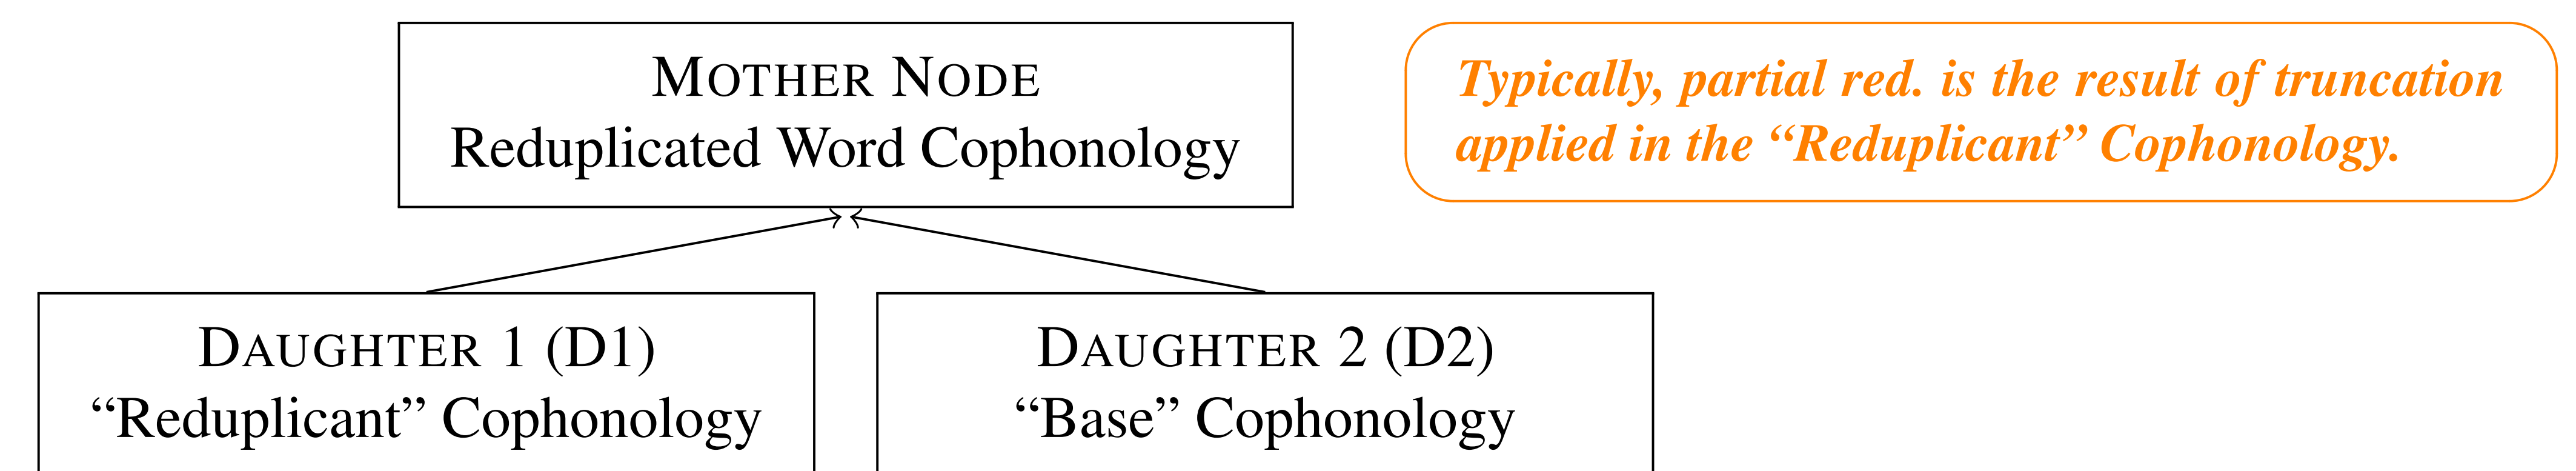 MOTHER NODE
Reduplicated Word Cophonology
Typically, partial red. is the result of truncation
applied in the “Reduplicant” Cophonology.
DAUGHTER 1 (D1)
“Reduplicant” Cophonology
DAUGHTER 2 (D2)
“Base” Cophonology